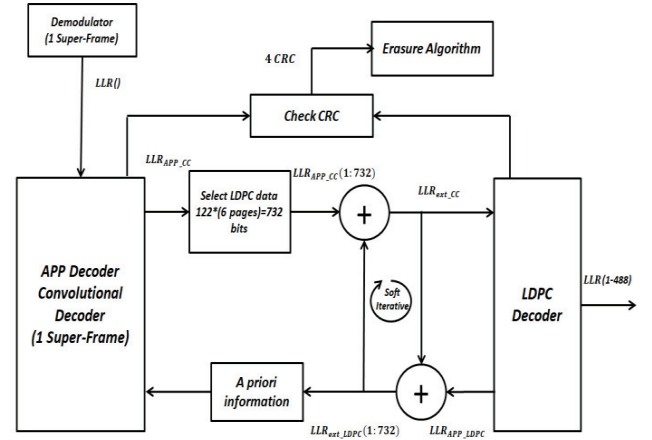 Demodulator
(1 Super-Frame)
LLR()
4 CRC
Erasure Algorithm
Check CRC
LLR_APP_CC
Select LDPC data
122*(6 pages)=732
bits
LLR_APP_CC(1:732)
+
LLR_ext_CC
APP Decoder
Convolutional
Decoder
(1 Super-Frame)
Soft
Iterative
LDPC
Decoder
LLR(1-488)
A priori
information
+
LLR_ext_LDPC(1:732)
LLR_APP_LDPC